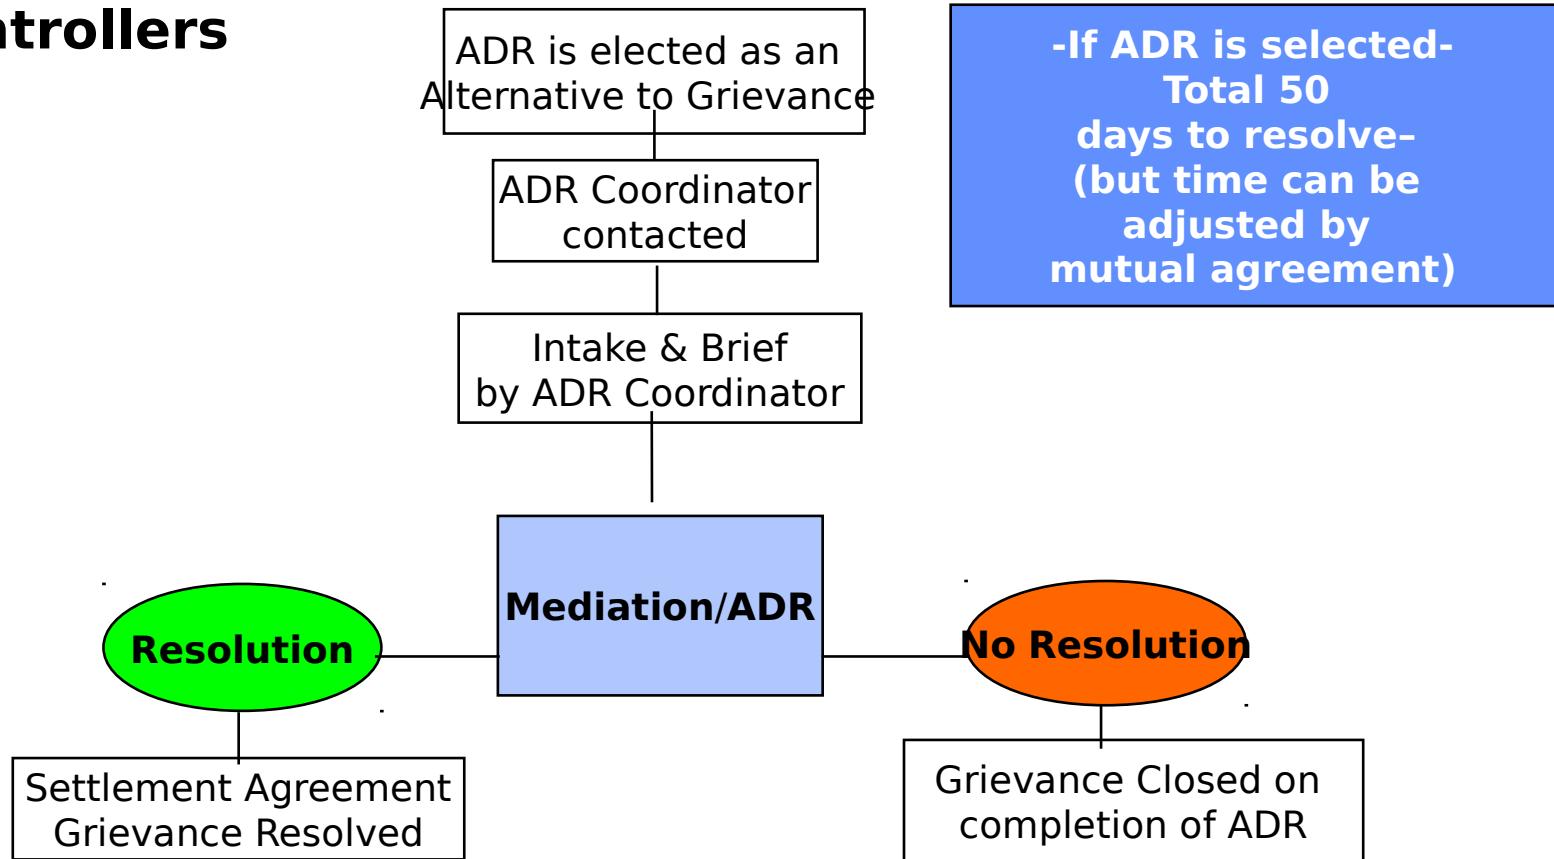 ntrollers
ADR is elected as an
Alternative to Grievance
-If ADR is selected-
Total 50
days to resolve–
(but time can be
adjusted by
mutual agreement)
ADR Coordinator
contacted
Intake & Brief
by ADR Coordinator
Mediation/ADR
Resolution
No Resolution
Settlement Agreement
Grievance Resolved
Grievance Closed on
completion of ADR